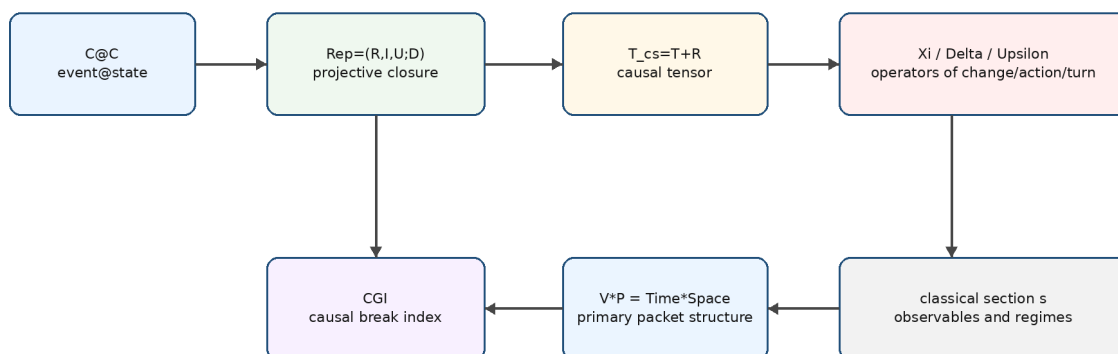 C@C
event@state
Rep=(R,I,U;D)
projective closure
T_cs=T+R
causal tensor
Xi / Delta / Upsilon
operators of change/action/turn
CGI
causal break index
V*P = Time*Space
primary packet structure
classical section s
observables and regimes